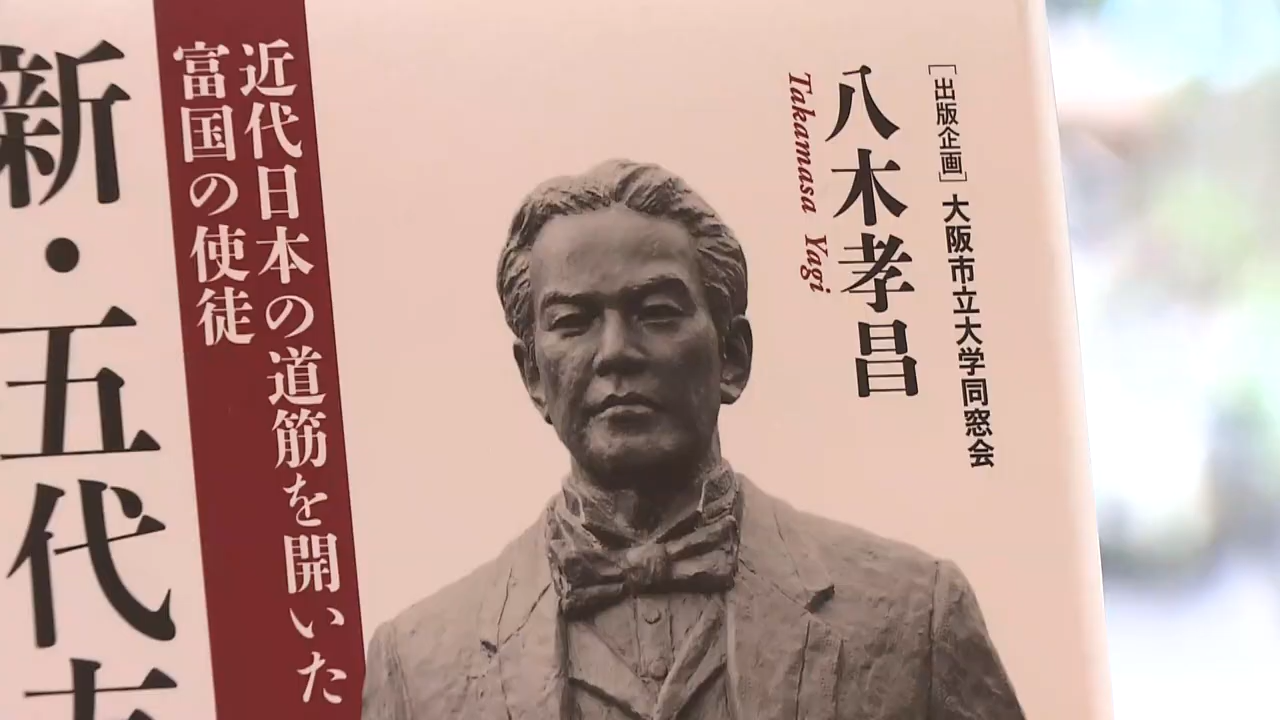 [出版企画] 大阪市立大学同窓会
八木孝昌
Takamasa Yagi
近代日本の道筋を開いた
富国の使徒
新・五代友